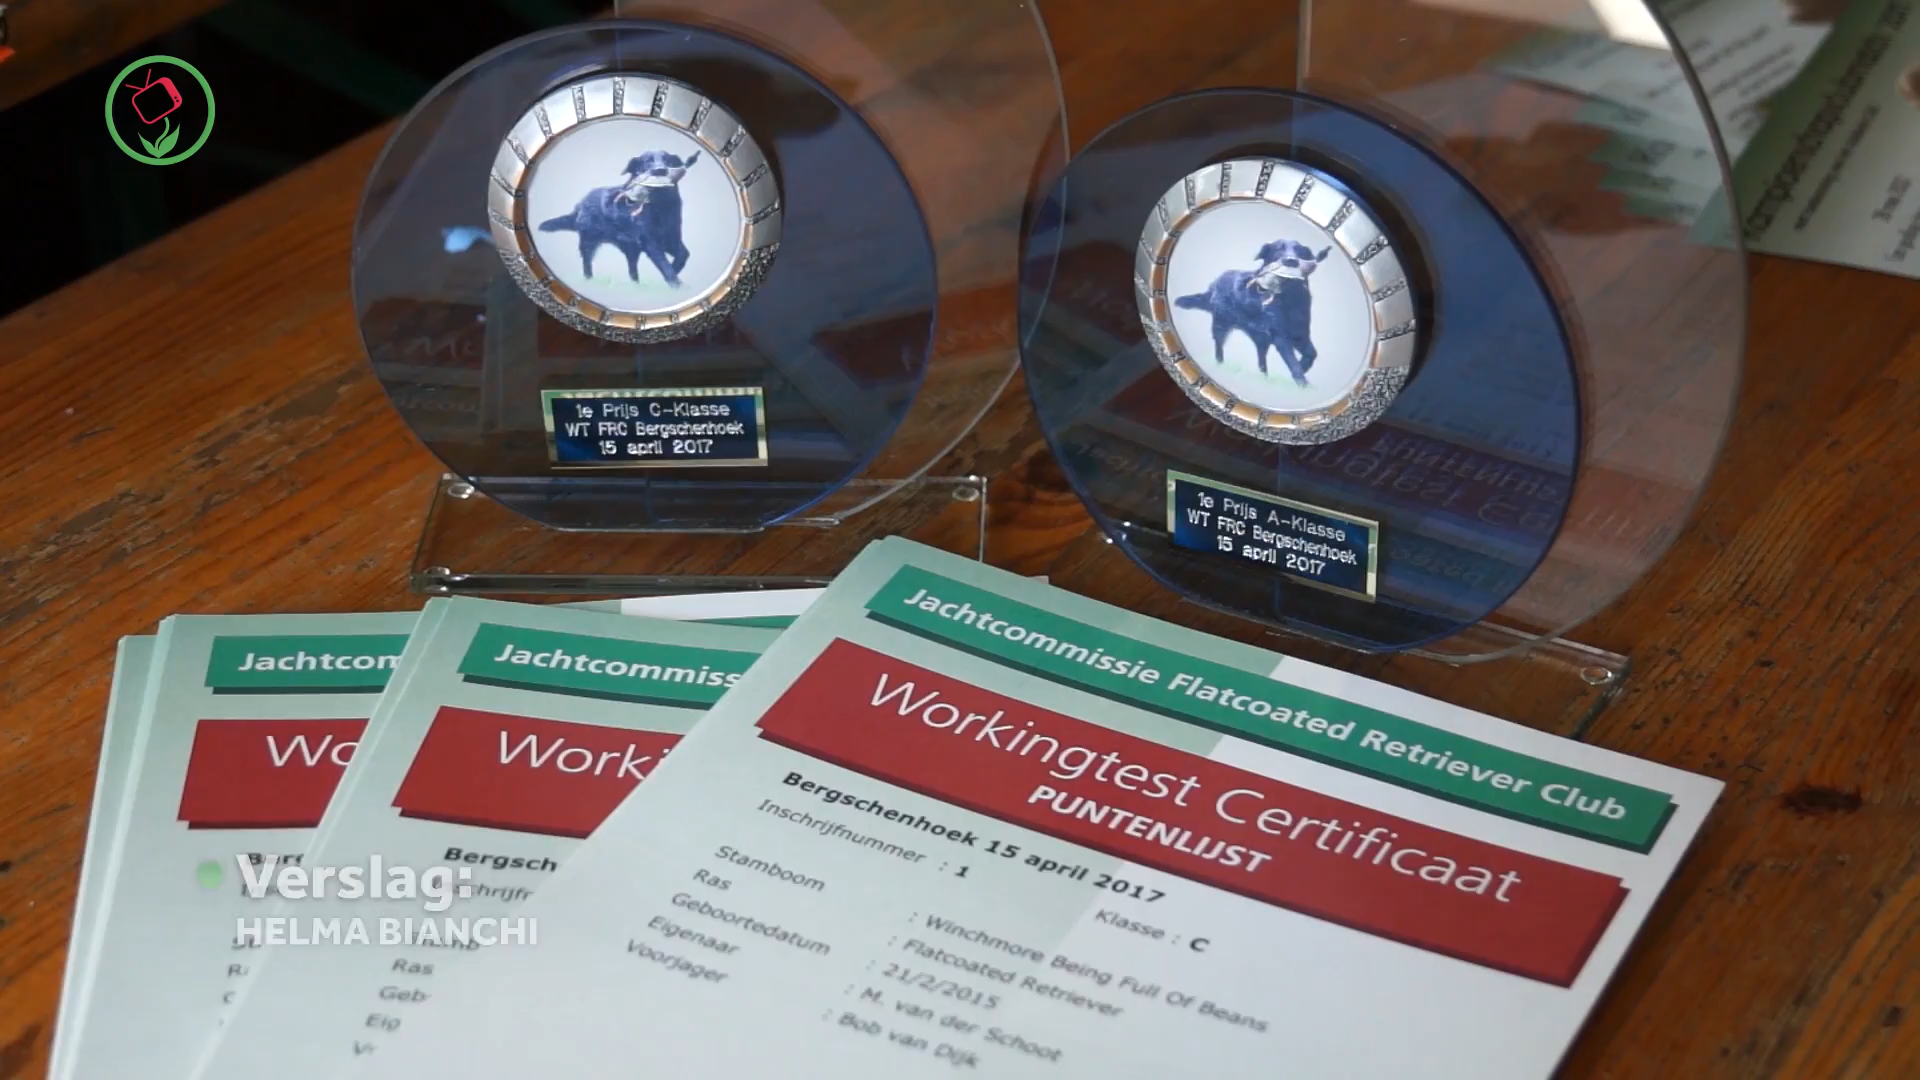 1e Prijs C-Klasse
WT FRC Bergschenhoek
15 april 2017
1e Prijs A-Klasse
WT FRC Bergschenhoek
15 april 2017
Jachtcom
Wo
Jachtcommiss
Worki
Bergsch
Ras
Geb
Eig
Jachtcommissie Flatcoated Retriever Club
Workingtest Certificaat
PUNTENLIJST
Bergschenhoek 15 april 2017
Inschrijfnummer : 1
Klasse : C
Stamboom : Winchmore Being Full Of Beans
Ras : Flatcoated Retriever
Geboortedatum : 21/2/2015
Eigenaar : M. van der Schoot
Voorjager : Bob van Dijk
Verslag:
HELMA BIANCHI